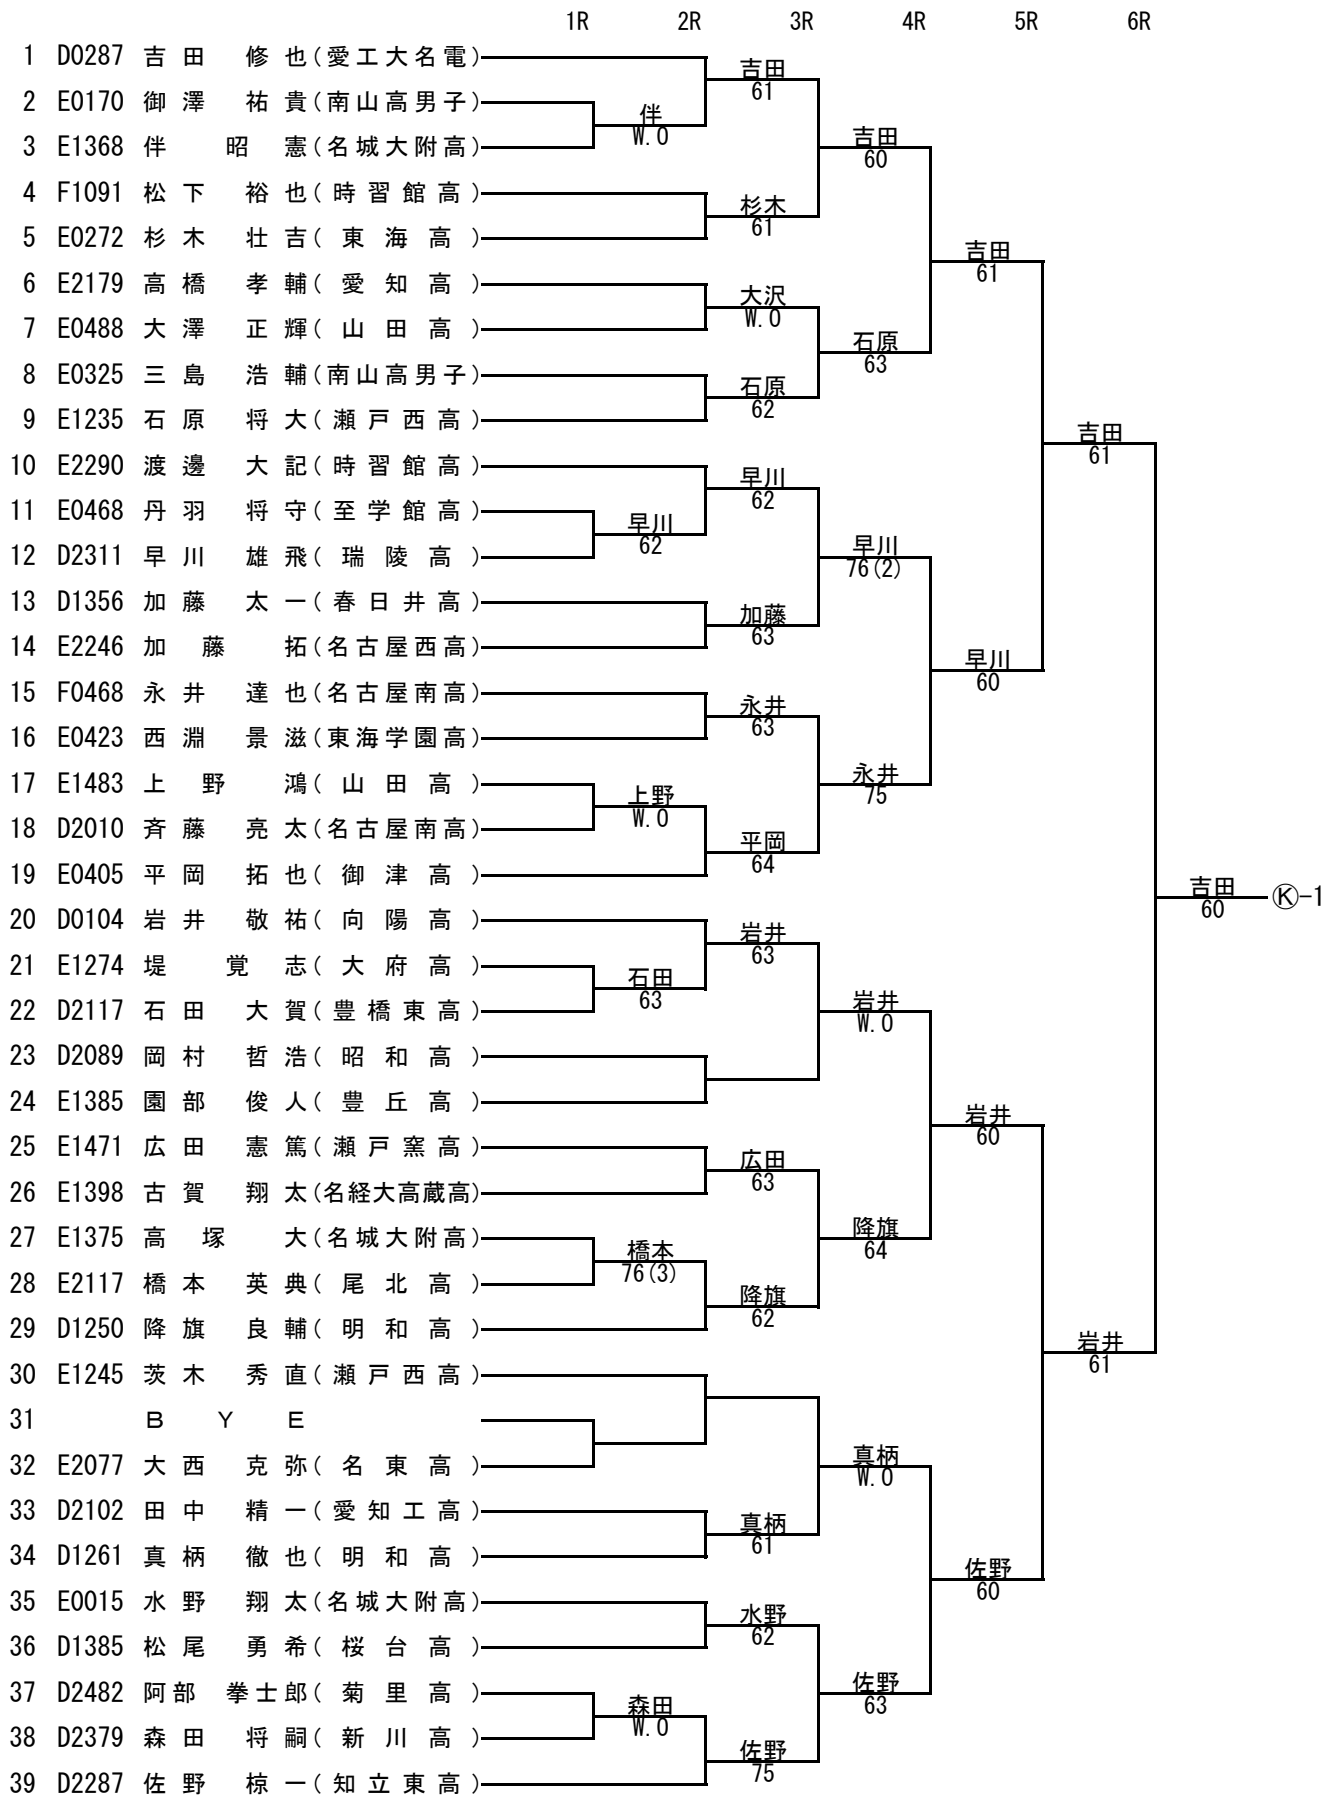 1R 2R 3R 4R 5R 6R
1 D0287 吉田 修也(愛工大名電)
2 E0170 御澤 祐貴(南山高男子)
3 E1368 伴 昭憲(名城大附高)
4 F1091 松下 裕也(時習館高)
5 E0272 杉木 壮吉(東海高)
6 E2179 高橋 孝輔(愛知高)
7 E0488 大澤 正輝(山田高)
8 E0325 三島 浩輔(南山高男子)
9 E1235 石原 将大(瀬戸西高)
10 E2290 渡邊 大記(時習館高)
11 E0468 丹羽 将守(至学館高)
12 D2311 早川 雄飛(瑞陵高)
13 D1356 加藤 太一(春日井高)
14 E2246 加藤 拓(名古屋西高)
15 F0468 永井 達也(名古屋南高)
16 E0423 西淵 景滋(東海学園高)
17 E1483 上野 鴻(山田高)
18 D2010 斉藤 亮太(名古屋南高)
19 E0405 平岡 拓也(御津高)
20 D0104 岩井 敬祐(向陽高)
21 E1274 堤 覚志(大府高)
22 D2117 石田 大賀(豊橋東高)
23 D2089 岡村 哲浩(昭和高)
24 E1385 園部 俊人(豊丘高)
25 E1471 広田 憲篤(瀬戸窯高)
26 E1398 古賀 翔太(名経大高蔵高)
27 E1375 高塚 大(名城大附高)
28 E2117 橋本 英典(尾北高)
29 D1250 降旗 良輔(明和高)
30 E1245 茨木 秀直(瀬戸西高)
31 ＢＹＥ
32 E2077 大西 克弥(名東高)
33 D2102 田中 精一(愛知工高)
34 D1261 真柄 徹也(明和高)
35 E0015 水野 翔太(名城大附高)
36 D1385 松尾 勇希(桜台高)
37 D2482 阿部 拳士郎(菊里高)
38 D2379 森田 将嗣(新川高)
39 D2287 佐野 椋一(知立東高)
伴
W.O
早川
62
上野
W.O
石田
63
橋本
76(3)
森田
W.O
吉田
61
杉木
61
大沢
W.O
石原
62
早川
62
加藤
63
永井
63
平岡
64
岩井
63
広田
63
降旗
62
真柄
61
水野
62
佐野
75
吉田
60
石原
63
早川
76(2)
永井
75
岩井
W.O
降旗
64
真柄
W.O
佐野
63
吉田
61
早川
60
岩井
60
佐野
60
吉田
61
岩井
61
吉田
60
Ⓚ-1